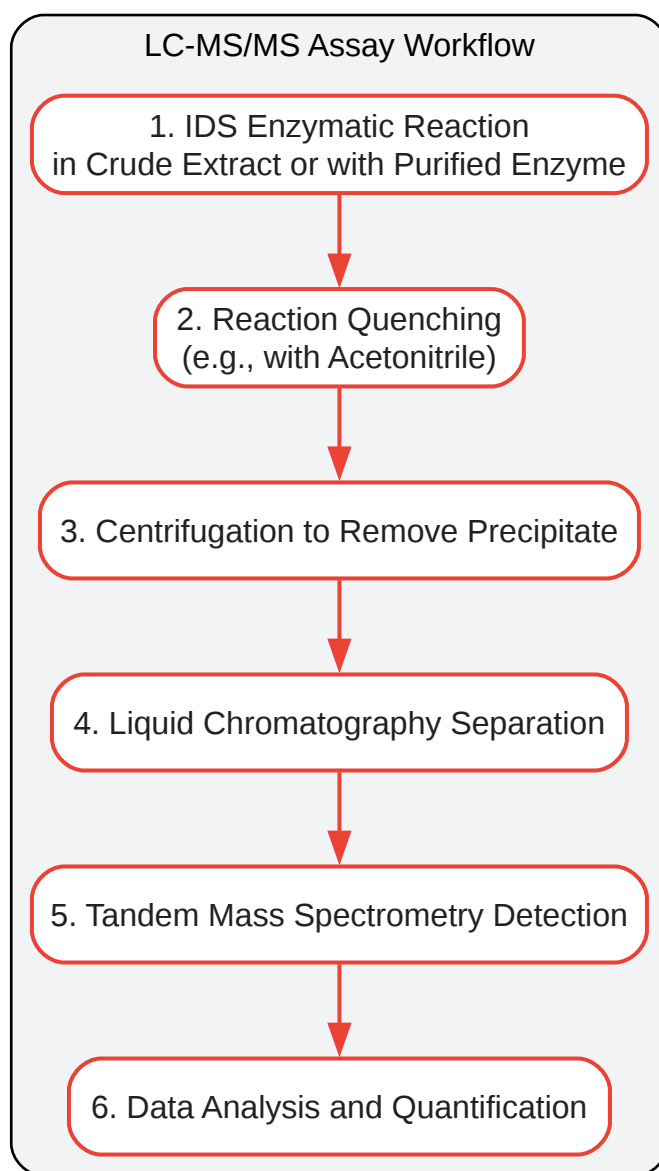 LC-MS/MS Assay Workflow
1. IDS Enzymatic Reaction
in Crude Extract or with Purified Enzyme
2. Reaction Quenching
(e.g., with Acetonitrile)
3. Centrifugation to Remove Precipitate
4. Liquid Chromatography Separation
5. Tandem Mass Spectrometry Detection
6. Data Analysis and Quantification